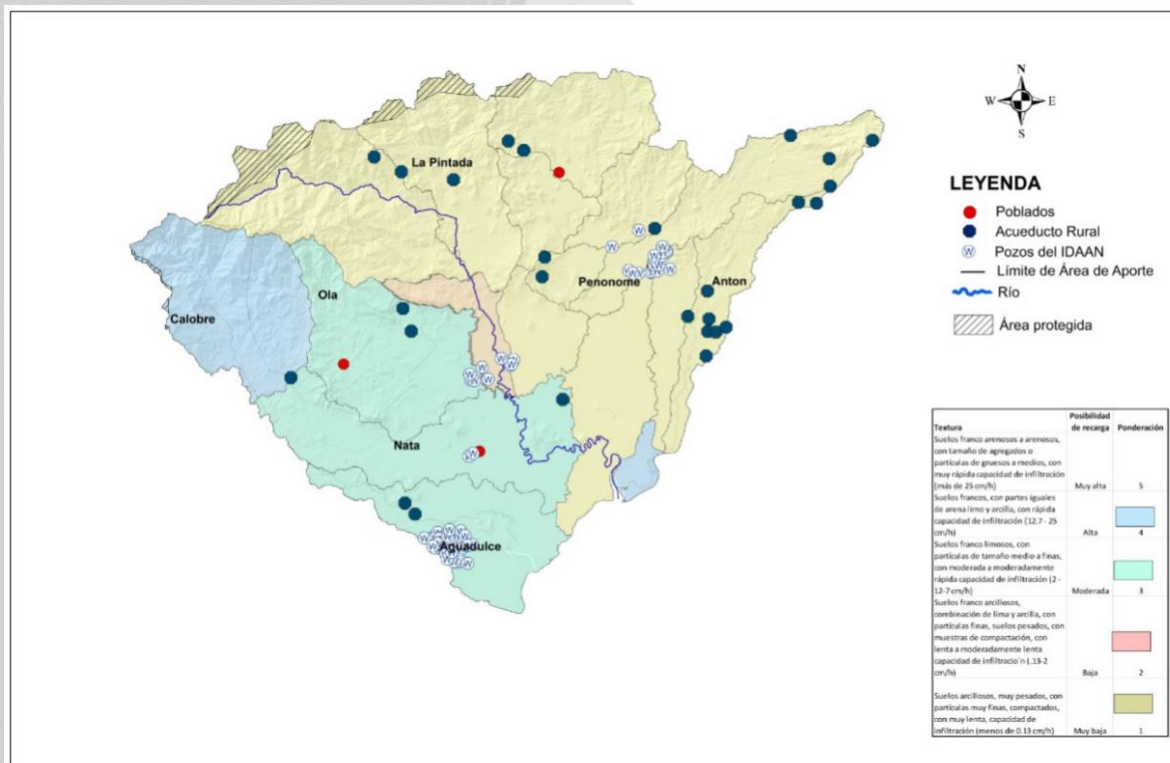 N
W E
S
La Pintada
Ola
Calobre
Penonome
Anton
Nata
Aguadulce
LEYENDA
Poblados
Acueducto Rural
W Pozos del IDAAN
Límite de Área de Aporte
Río
Área protegida
Textura Posibilidad de recarga Ponderación
Suelos franco arenosos a arenosos,
con tamaño de agregados o
partículas de gruesos a medios, con
muy rápida capacidad de infiltración
(más de 25 cm/h) Muy alta 5
Suelos francos, con partes iguales
de arena limo y arcilla, con rápida
capacidad de infiltración (12.7 - 25
cm/h) Alta 4
Suelos franco limosos, con
partículas de tamaño medio a finas,
con moderada a moderadamente
rápida capacidad de infiltración (2 -
12-7 cm/h) Moderada 3
Suelos franco arcillosos,
combinación de lima y arcilla, con
partículas finas, suelos pesados, con
muestras de compactación, con
lenta a moderadamente lenta
capacidad de infiltracio´n (.13-2
cm/h) Baja 2
Suelos arcillosos, muy pesados, con
partículas muy finas, compactados,
con muy lenta, capacidad de
infiltración (menos de 0.13 cm/h) Muy baja 1